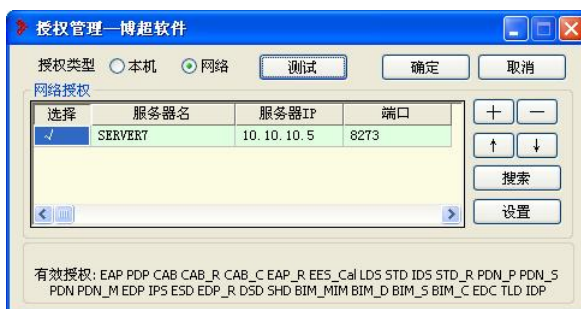 授权管理—博超软件
授权类型 本机 网络 测试 确定 取消
网络授权
选择 服务器名 服务器IP 端口
√ SERVER7 10.10.10.5 8273
+ −
↑ ↓
搜索
设置
有效授权: EAP PDP CAB CAB_R CAB_C EAP_R EES_Cal LDS STD IDS STD_R PDN_P PDN_S
PDN PDN_M EDP IPS ESD EDP_R DSD SHD BIM_MIM BIM_D BIM_S BIM_C EDC TLD IDP